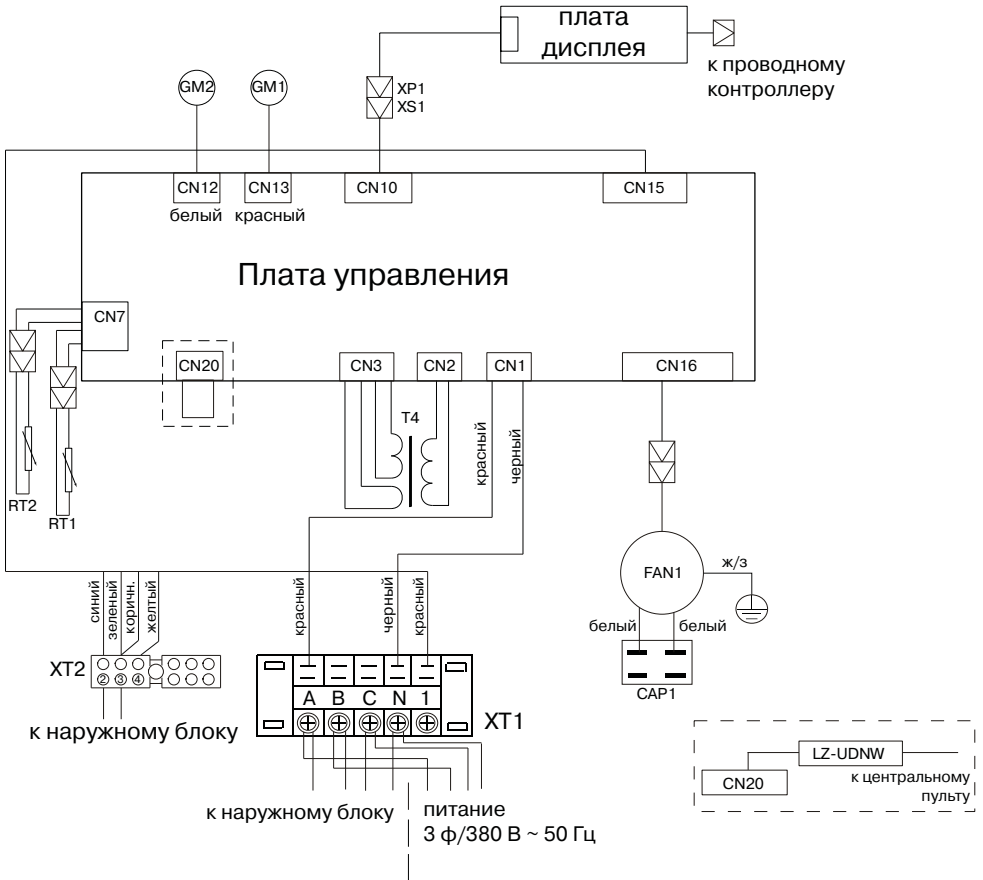 плата
дисплея
к проводному
контроллеру
GM2
GM1
XP1
XS1
CN12
CN13
CN10
CN15
белый
красный
Плата управления
CN7
CN20
CN3
CN2
CN1
CN16
T4
красный
черный
RT2
RT1
FAN1
ж/з
белый
белый
CAP1
синий
зеленый
коричн.
желтый
красный
черный
красный
XT2
2
3
4
A
B
C
N
1
XT1
к наружному блоку
к наружному блоку
питание
3 ф/380 В ~ 50 Гц
LZ-UDNW
CN20
к центральному
пульту